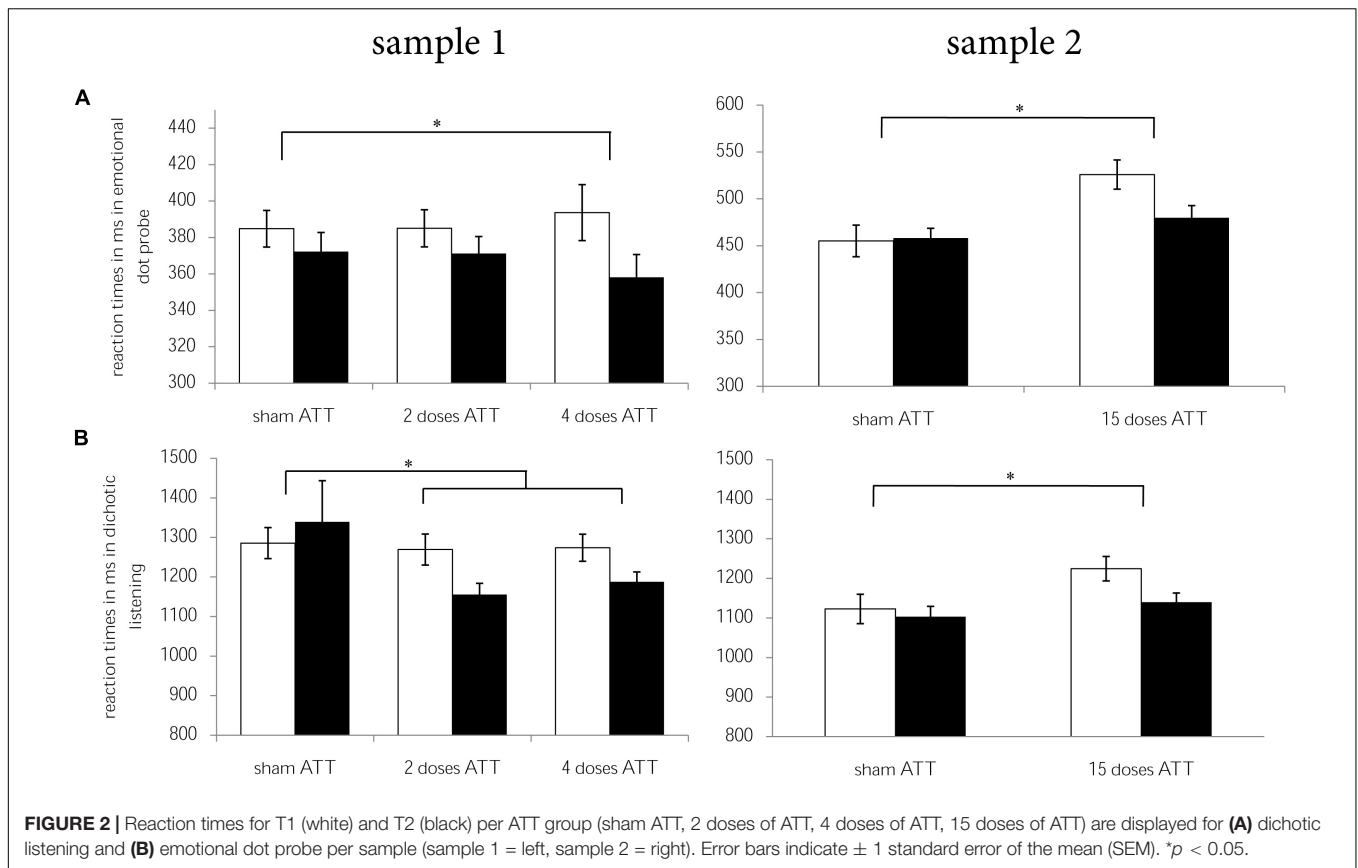 sample 1
sample 2
A
reaction times in ms in emotional
dot probe
440
420
400
380
360
340
320
300
sham ATT
2 doses ATT
4 doses ATT
*
600
550
500
450
400
350
300
sham ATT
15 doses ATT
*
B
reaction times in ms in dichotic
listening
1500
1400
1300
1200
1100
1000
900
800
sham ATT
2 doses ATT
4 doses ATT
*
1500
1400
1300
1200
1100
1000
900
800
sham ATT
15 doses ATT
*
FIGURE 2 | Reaction times for T1 (white) and T2 (black) per ATT group (sham ATT, 2 doses of ATT, 4 doses of ATT, 15 doses of ATT) are displayed for (A) dichotic
listening and (B) emotional dot probe per sample (sample 1 = left, sample 2 = right). Error bars indicate ± 1 standard error of the mean (SEM). *p < 0.05.